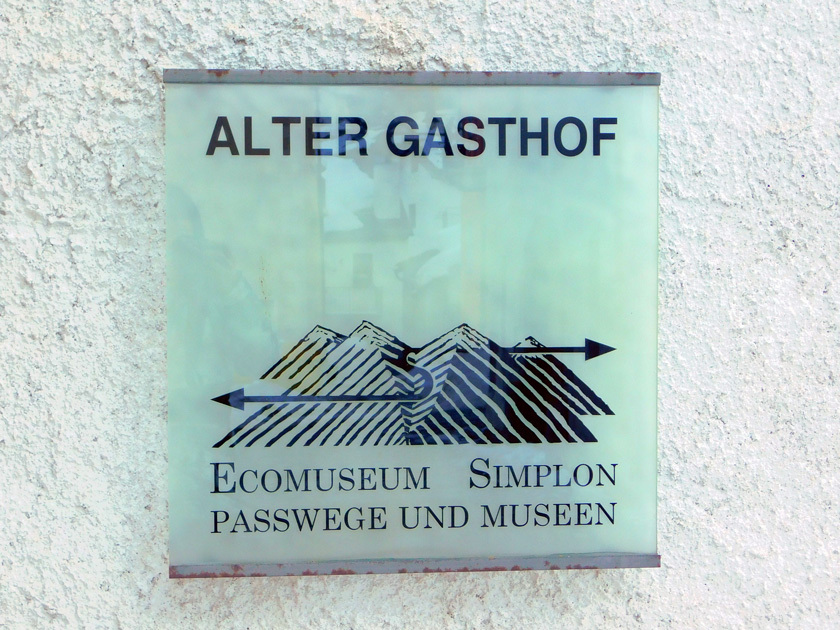 ALTER GASTHOF
ECOMUSEUM SIMPLON
PASSWEGE UND MUSEEN